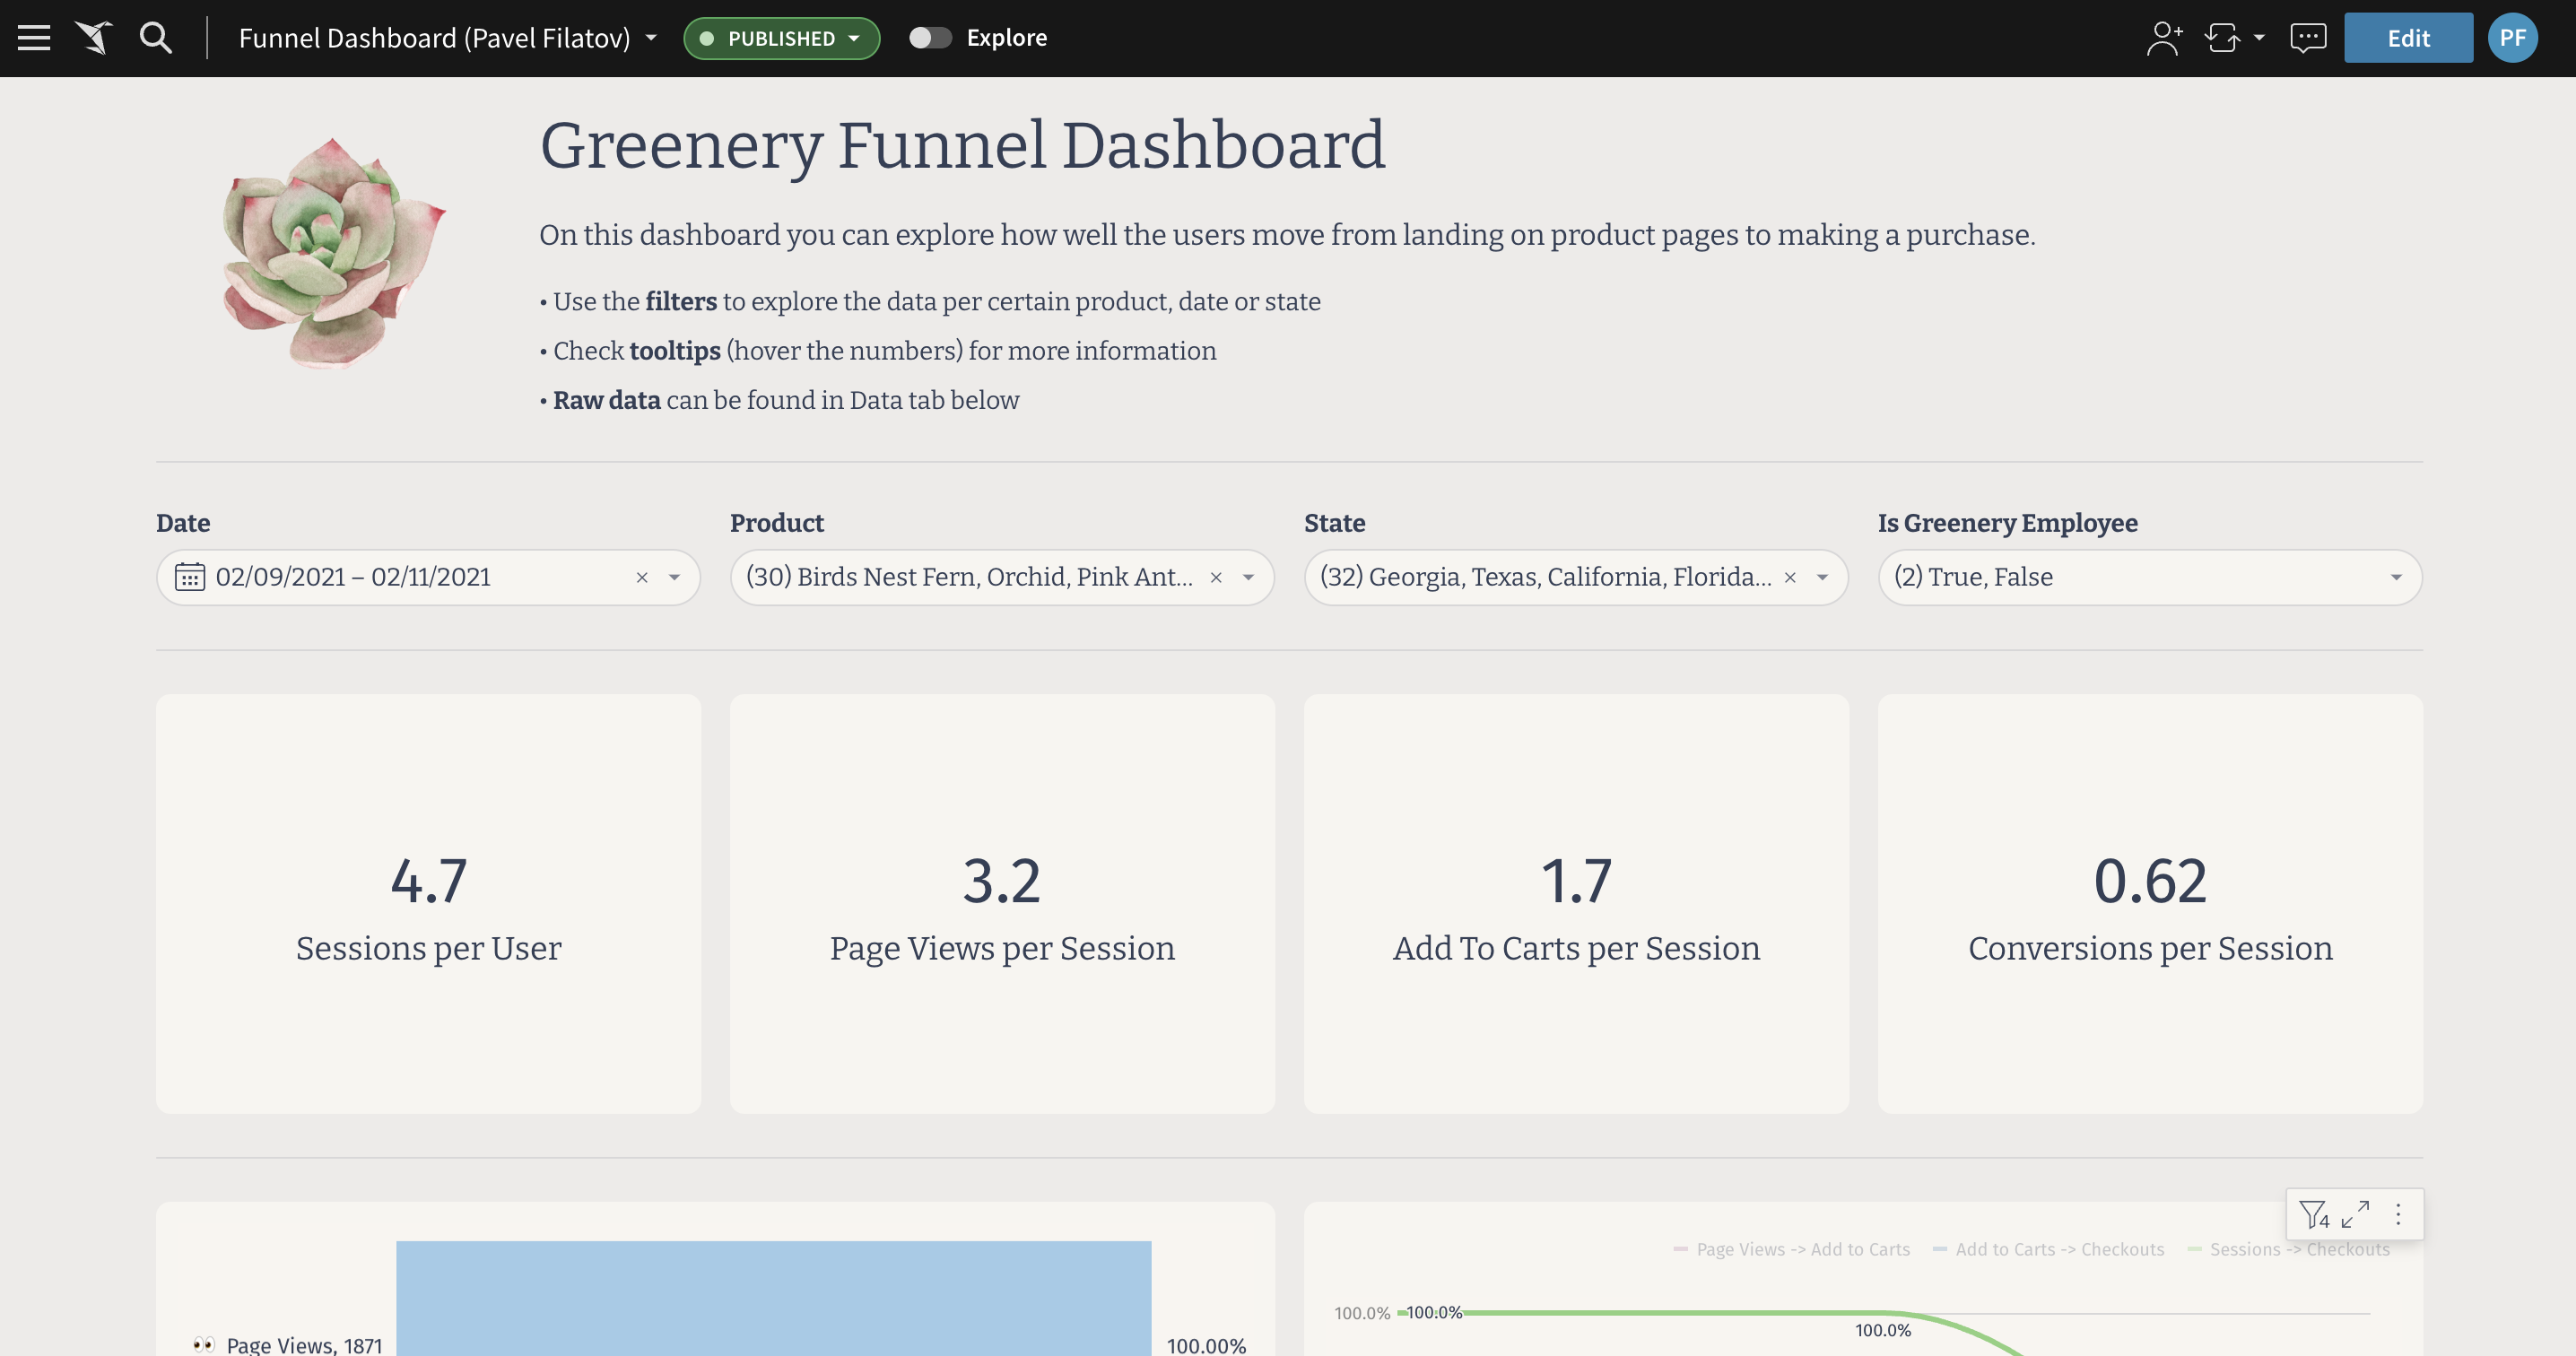 Funnel Dashboard (Pavel Filatov)
PUBLISHED
Explore
Edit
PF
Greenery Funnel Dashboard
On this dashboard you can explore how well the users move from landing on product pages to making a purchase.
• Use the filters to explore the data per certain product, date or state
• Check tooltips (hover the numbers) for more information
• Raw data can be found in Data tab below
Date
02/09/2021 – 02/11/2021
Product
(30) Birds Nest Fern, Orchid, Pink Ant...
State
(32) Georgia, Texas, California, Florida...
Is Greenery Employee
(2) True, False
4.7
Sessions per User
3.2
Page Views per Session
1.7
Add To Carts per Session
0.62
Conversions per Session
4
Page Views -> Add to Carts
Add to Carts -> Checkouts
Sessions -> Checkouts
100.0%
100.0%
100.0%
👀 Page Views, 1871
100.00%